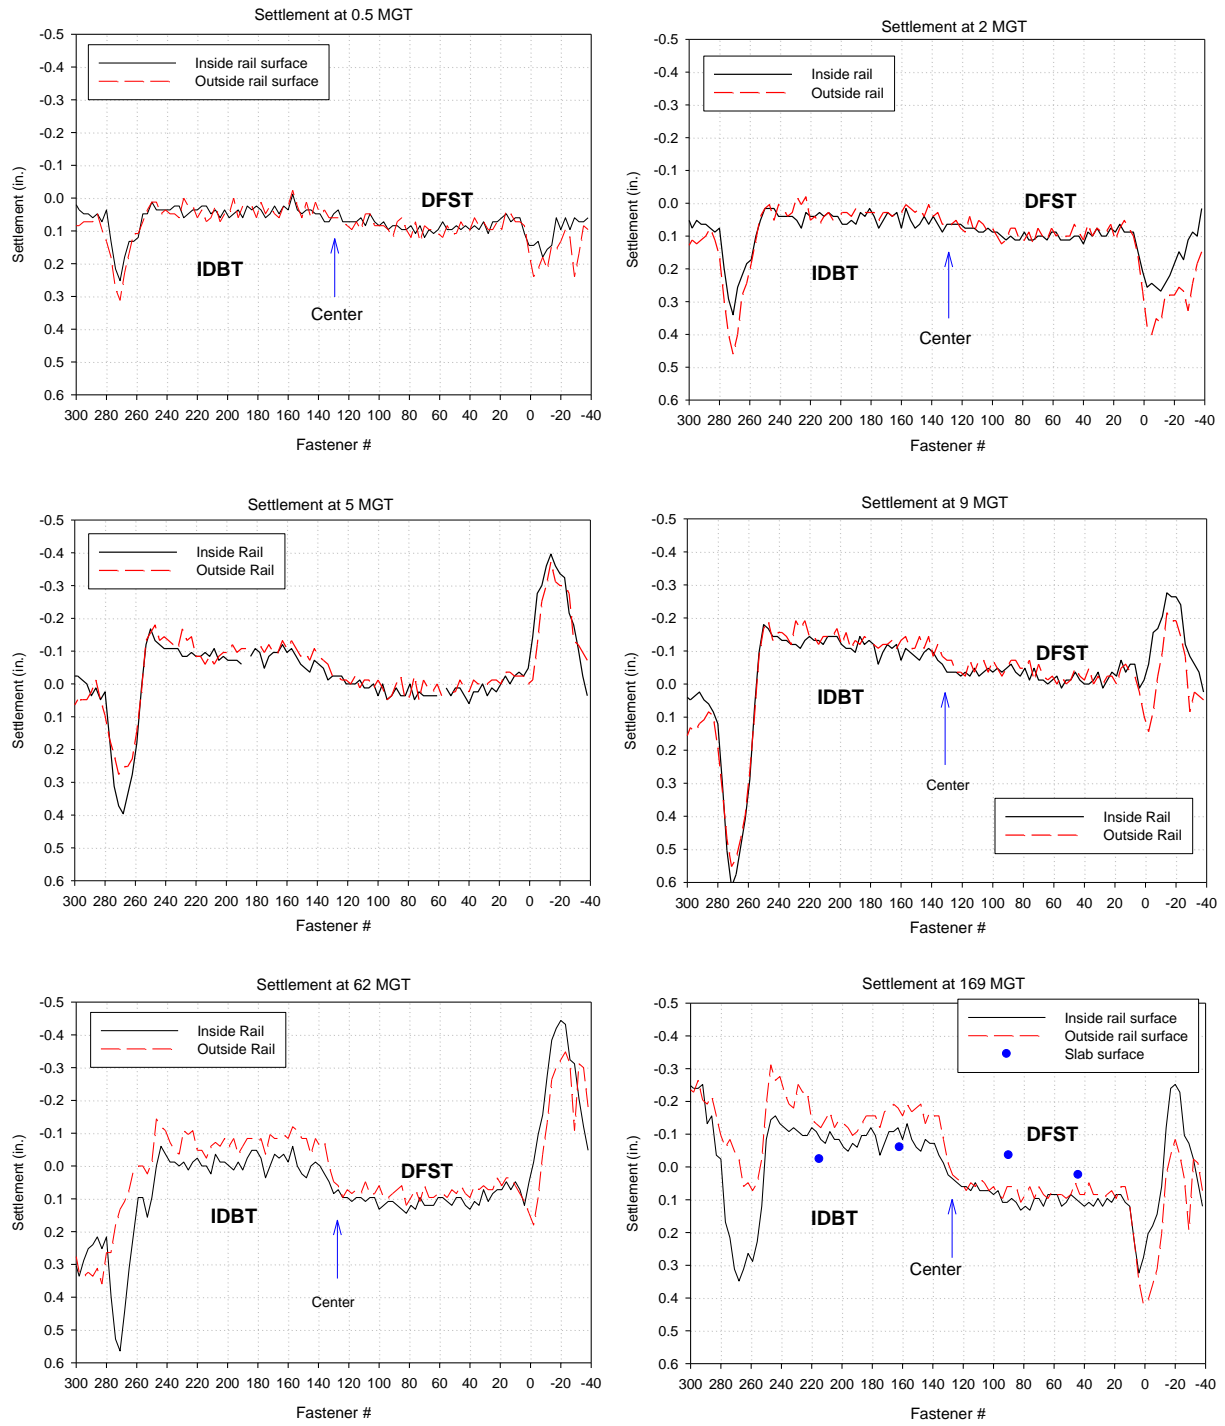 Settlement at 0.5 MGT
-0.5
-0.4
-0.3
-0.2
-0.1
0.0
0.1
0.2
0.3
0.4
0.5
0.6
Settlement (in.)
Inside rail surface
Outside rail surface
DFST
IDBT
Center
300 280 260 240 220 200 180 160 140 120 100 80 60 40 20 0 -20 -40
Fastener #
Settlement at 2 MGT
-0.5
-0.4
-0.3
-0.2
-0.1
0.0
0.1
0.2
0.3
0.4
0.5
0.6
Settlement (in.)
Inside rail
Outside rail
DFST
IDBT
Center
300 280 260 240 220 200 180 160 140 120 100 80 60 40 20 0 -20 -40
Fastener #
Settlement at 5 MGT
-0.5
-0.4
-0.3
-0.2
-0.1
0.0
0.1
0.2
0.3
0.4
0.5
0.6
Settlement (in.)
Inside Rail
Outside Rail
300 280 260 240 220 200 180 160 140 120 100 80 60 40 20 0 -20 -40
Fastener #
Settlement at 9 MGT
-0.5
-0.4
-0.3
-0.2
-0.1
0.0
0.1
0.2
0.3
0.4
0.5
0.6
Settlement (in.)
DFST
IDBT
Center
Inside Rail
Outside Rail
300 280 260 240 220 200 180 160 140 120 100 80 60 40 20 0 -20 -40
Fastener #
Settlement at 62 MGT
-0.5
-0.4
-0.3
-0.2
-0.1
0.0
0.1
0.2
0.3
0.4
0.5
0.6
Settlement (in.)
Inside Rail
Outside Rail
DFST
IDBT
Center
300 280 260 240 220 200 180 160 140 120 100 80 60 40 20 0 -20 -40
Fastener #
Settlement at 169 MGT
-0.5
-0.4
-0.3
-0.2
-0.1
0.0
0.1
0.2
0.3
0.4
0.5
0.6
Settlement (in.)
Inside rail surface
Outside rail surface
Slab surface
DFST
IDBT
Center
300 280 260 240 220 200 180 160 140 120 100 80 60 40 20 0 -20 -40
Fastener #